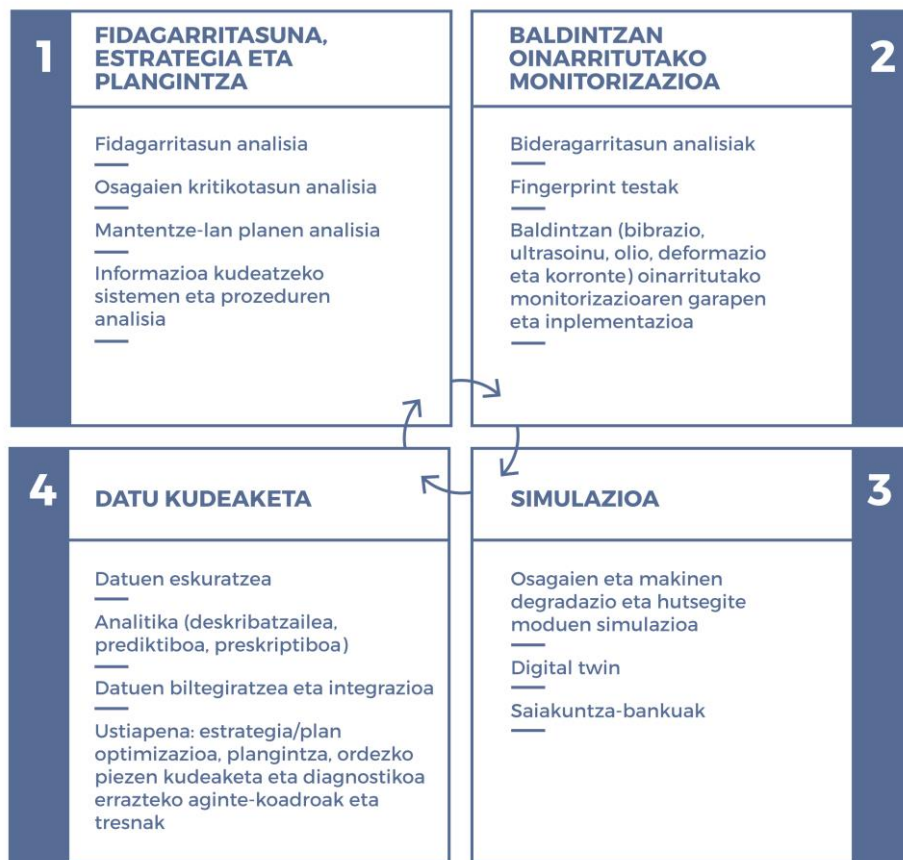 1
FIDAGARRITASUNA,
ESTRATEGIA ETA
PLANGINTZA
Fidagarritasun analisia
Osagaien kritikotasun analisia
Mantentze-lan planen analisia
Informazioa kudeatzeko
sistemen eta prozeduren
analisia
BALDINTZAN
OINARRITUTAKO
MONITORIZAZIOA
2
Bideragarritasun analisiak
Fingerprint testak
Baldintzan (bibrazio,
ultrasoinu, olio, deformazio
eta korronte) oinarritutako
monitorizazioaren garapen
eta inplementazioa
4
DATU KUDEAKETA
Datuen eskuratzea
Analitika (deskribatzailea,
prediktiboa, preskriptiboa)
Datuen biltegiratzea eta integrazioa
Ustiapena: estrategia/plan
optimizazioa, plangintza, ordezko
piezen kudeaketa eta diagnostikoa
errazteko aginte-koadroak eta
tresnak
SIMULAZIOA
3
Osagaien eta makinen
degradazio eta hutsegite
moduen simulazioa
Digital twin
Saiakuntza-bankuak